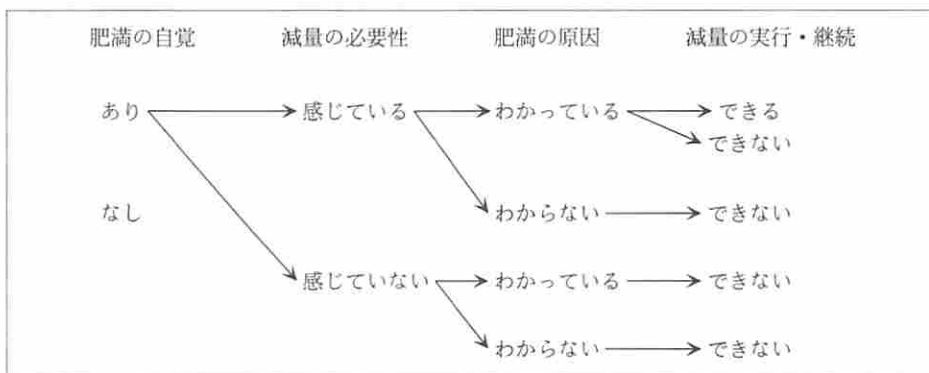 肥満の自覚 減量の必要性 肥満の原因 減量の実行・継続
あり 感じている わかっている できる
できない
なし わからない できない
感じていない わかっている できない
わからない できない